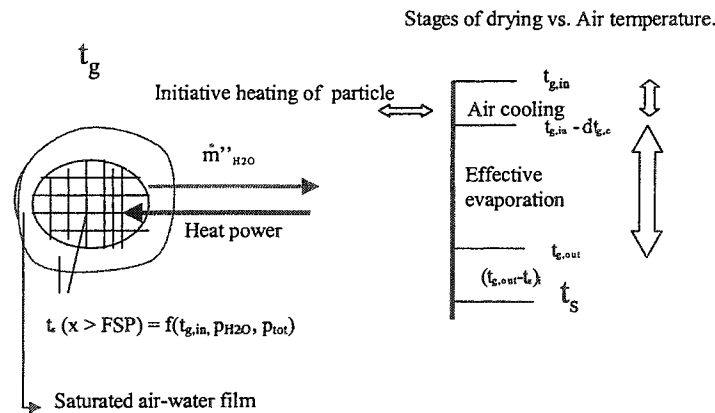 Stages of drying vs. Air temperature.
t_g
Initiative heating of particle
t_g,in
Air cooling
t_g,in - dt_g,c
ṁ''_H2O
Effective
evaporation
Heat power
t_g,out
(t_g,out-t_s)_i
t_s
t_s (x > FSP) = f(t_g,in, p_H2O, p_tot)
Saturated air-water film